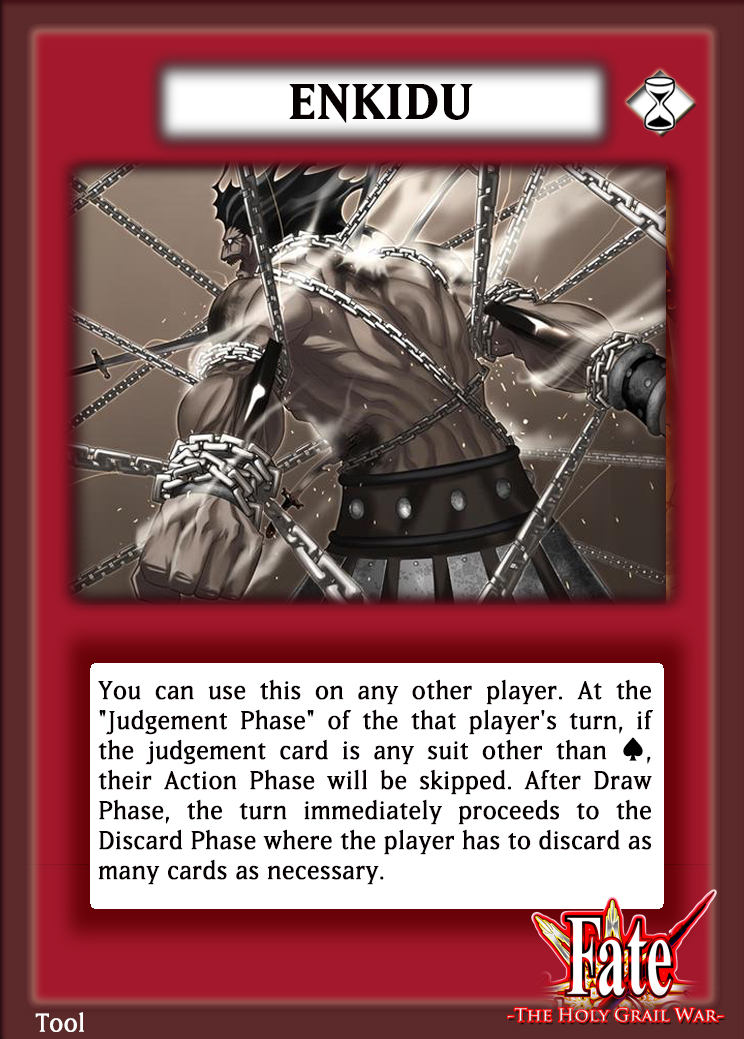 ENKIDU
You can use this on any other player. At the
"Judgement Phase" of the that player's turn, if
the judgement card is any suit other than ♠,
their Action Phase will be skipped. After Draw
Phase, the turn immediately proceeds to the
Discard Phase where the player has to discard as
many cards as necessary.
Fate
-THE HOLY GRAIL WAR-
Tool